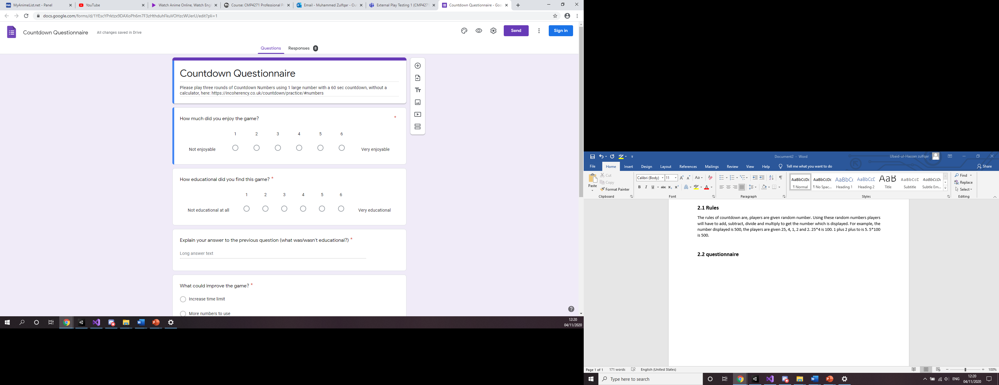 MyAnimeList.net - Panel
YouTube
Watch Anime Online, Watch Engl
Course: CMP4271 Professional Pr
Email - Muhammed Zulfqar - Out
External Play Testing 1 (CMP4271
Countdown Questionnaire - Goo
docs.google.com/forms/d/1YEscYPrktzx9DAXoPh6m7F3zHthduhFkuVOHzcWUerU/edit?pli=1
Countdown Questionnaire
All changes saved in Drive
Send
Sign in
Questions
Responses 8
Countdown Questionnaire
Please play three rounds of Countdown Numbers using 1 large number with a 60 sec countdown, without a
calculator, here: https://incoherency.co.uk/countdown/practice/#numbers
How much did you enjoy the game? *
1 2 3 4 5 6
Not enjoyable
Very enjoyable
How educational did you find this game? *
1 2 3 4 5 6
Not educational at all
Very educational
Explain your answer to the previous question (what was/wasn't educational?) *
Long answer text
What could improve the game? *
Increase time limit
More numbers to use
12:20
04/11/2020
Document2 - Word
Ubaid-ul-Hassan zulfqar
File Home Insert Design Layout References Mailings Review View Help Tell me what you want to do Share
Paste
Cut
Copy
Format Painter
Clipboard
Calibri (Body) 11
Font
Paragraph
AaBbCcDc AaBbCcDc AaBbCc AaBbCcE AaB AaBbCcD AaBbCcDt
¶ Normal ¶ No Spac... Heading 1 Heading 2 Title Subtitle Subtle Em...
Styles
Find
Replace
Select
Editing
2.1 Rules
The rules of countdown are, players are given random number. Using these random numbers players
will have to add, subtract, divide and multiply to get the number which is displayed. For example, the
number displayed is 500, the players are given 25, 4, 1, 2 and 2. 25*4 is 100. 1 plus 2 plus to is 5. 5*100
is 500.
2.2 questionnaire
Page 1 of 1 171 words English (United States)
100%
Type here to search
ENG
12:20
04/11/2020